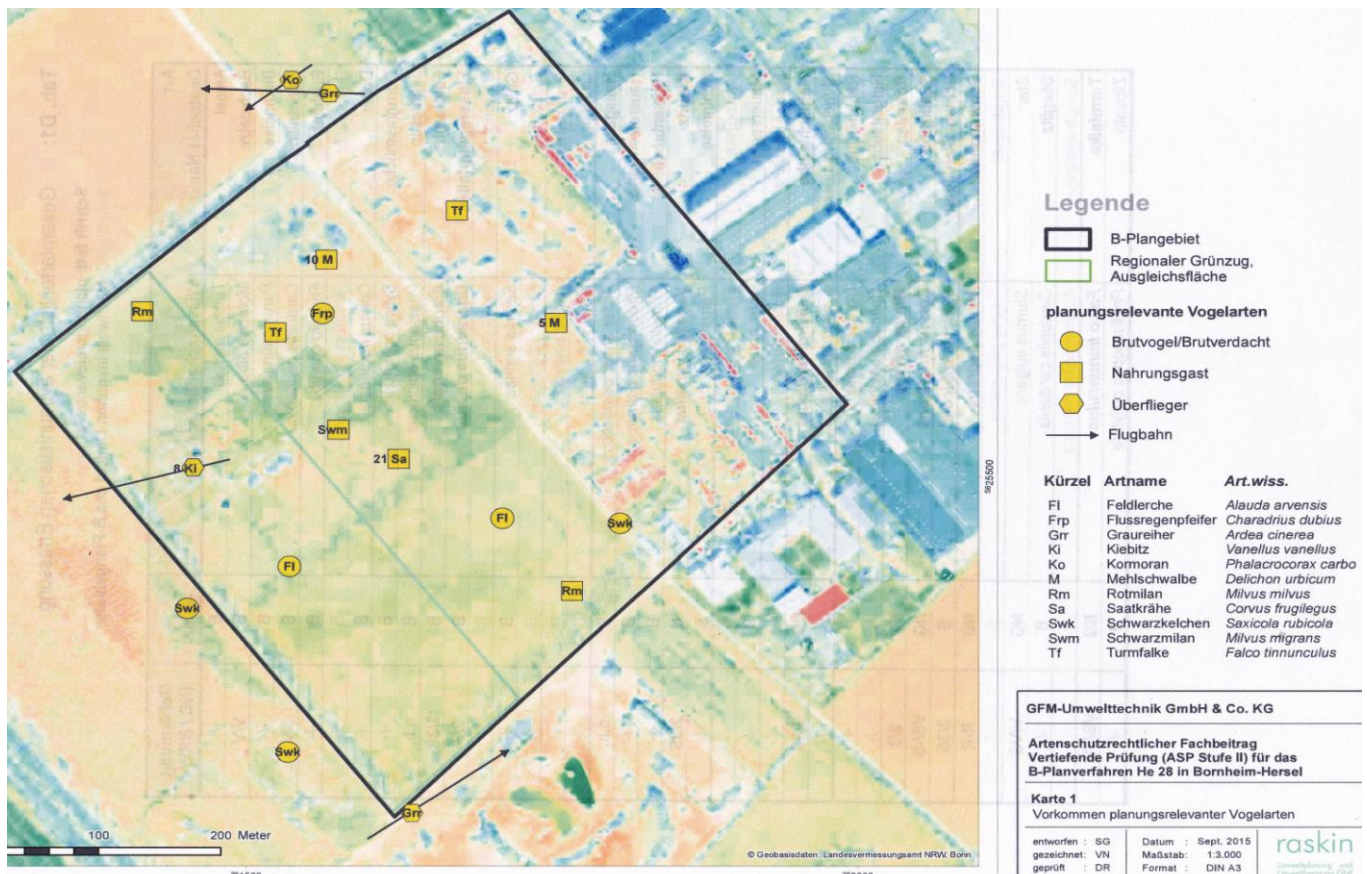 Ko
Grr
Tf
10 M
Rm
Frp
Tf
5 M
Swm
21 Sa
8 Ki
Fl
Swk
Fl
Rm
Swk
Swk
Grr
100
200 Meter
© Geobasisdaten: Landesvermessungsamt NRW, Bonn
5625500
Legende
B-Plangebiet
Regionaler Grünzug,
Ausgleichsfläche
planungsrelevante Vogelarten
Brutvogel/Brutverdacht
Nahrungsgast
Überflieger
Flugbahn
Kürzel Artname Art.wiss.
Fl Feldlerche Alauda arvensis
Frp Flussregenpfeifer Charadrius dubius
Grr Graureiher Ardea cinerea
Ki Kiebitz Vanellus vanellus
Ko Kormoran Phalacrocorax carbo
M Mehlschwalbe Delichon urbicum
Rm Rotmilan Milvus milvus
Sa Saatkrähe Corvus frugilegus
Swk Schwarzkelchen Saxicola rubicola
Swm Schwarzmilan Milvus migrans
Tf Turmfalke Falco tinnunculus
GFM-Umwelttechnik GmbH & Co. KG
Artenschutzrechtlicher Fachbeitrag
Vertiefende Prüfung (ASP Stufe II) für das
B-Planverfahren He 28 in Bornheim-Hersel
Karte 1
Vorkommen planungsrelevanter Vogelarten
entworfen : SG Datum : Sept. 2015
gezeichnet: VN Maßstab: 1:3.000
geprüft : DR Format : DIN A3
raskin
Umweltplanung und